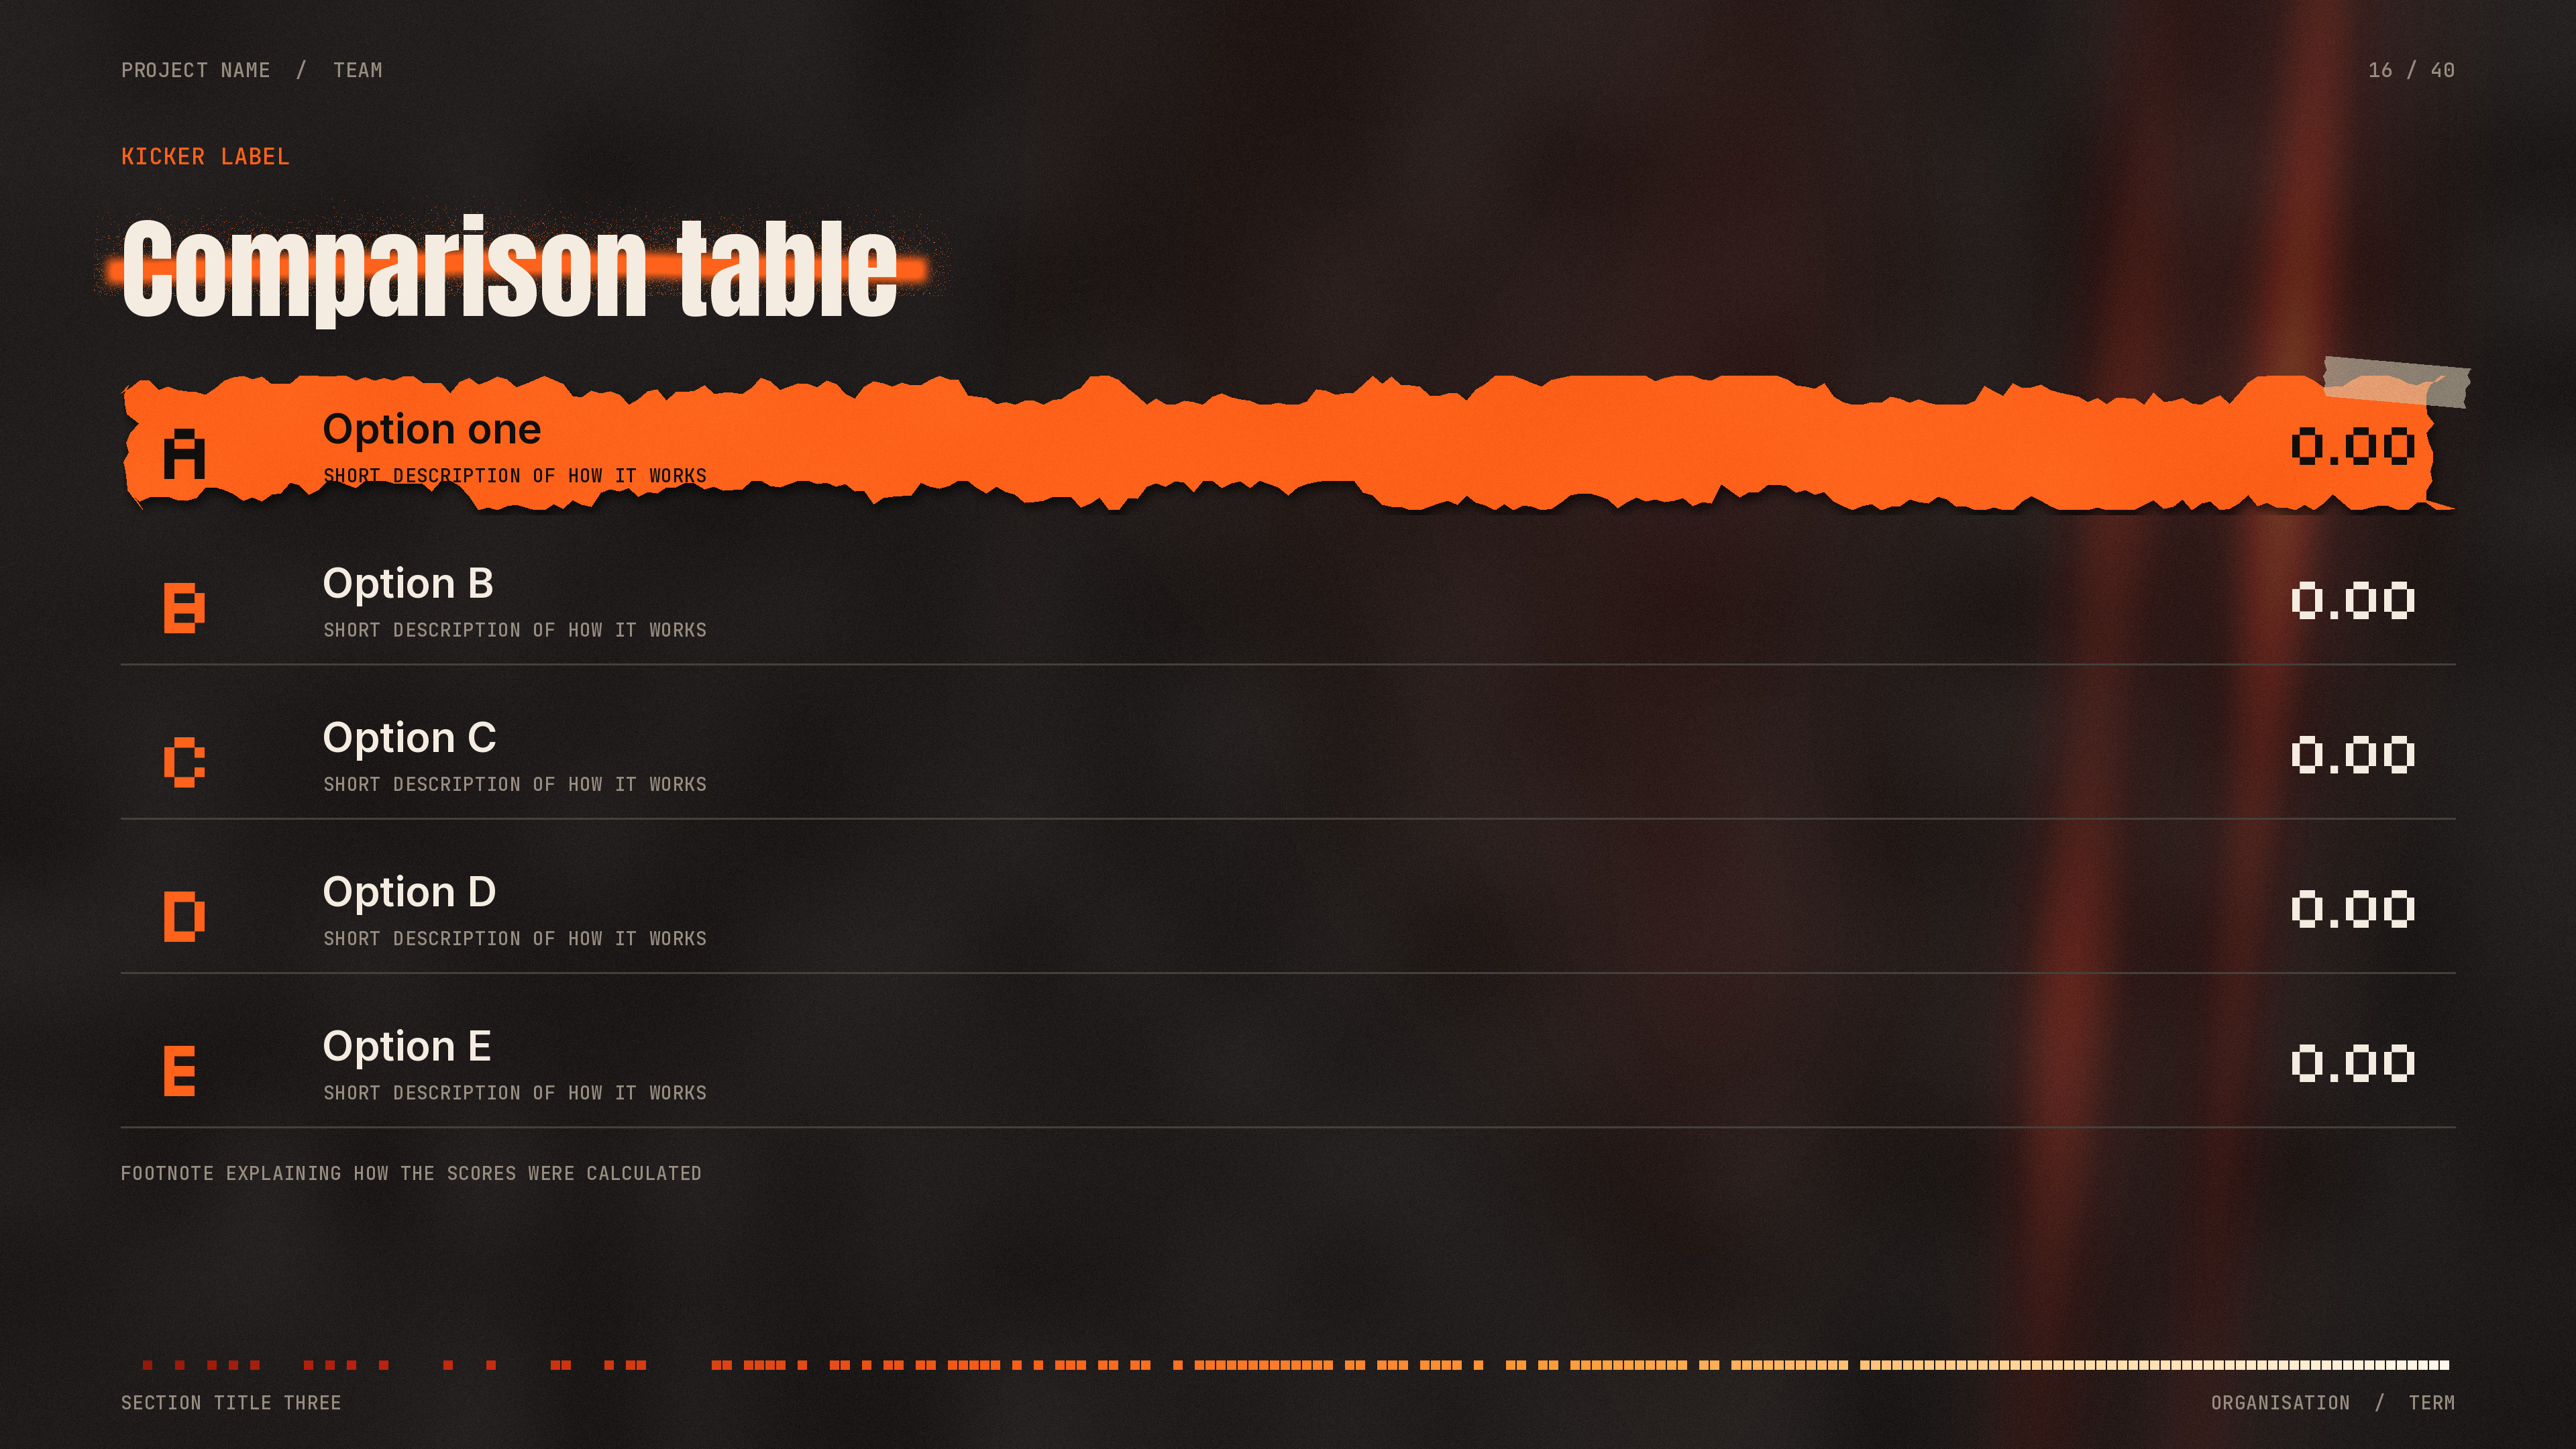 PROJECT NAME / TEAM
16 / 40
KICKER LABEL
Comparison table
A
Option one
SHORT DESCRIPTION OF HOW IT WORKS
0.00
B
Option B
SHORT DESCRIPTION OF HOW IT WORKS
0.00
C
Option C
SHORT DESCRIPTION OF HOW IT WORKS
0.00
D
Option D
SHORT DESCRIPTION OF HOW IT WORKS
0.00
E
Option E
SHORT DESCRIPTION OF HOW IT WORKS
0.00
FOOTNOTE EXPLAINING HOW THE SCORES WERE CALCULATED
SECTION TITLE THREE
ORGANISATION / TERM